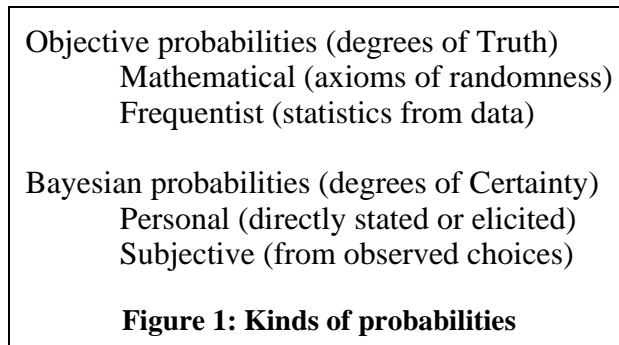 Objective probabilities (degrees of Truth)
Mathematical (axioms of randomness)
Frequentist (statistics from data)
Bayesian probabilities (degrees of Certainty)
Personal (directly stated or elicited)
Subjective (from observed choices)
Figure 1: Kinds of probabilities